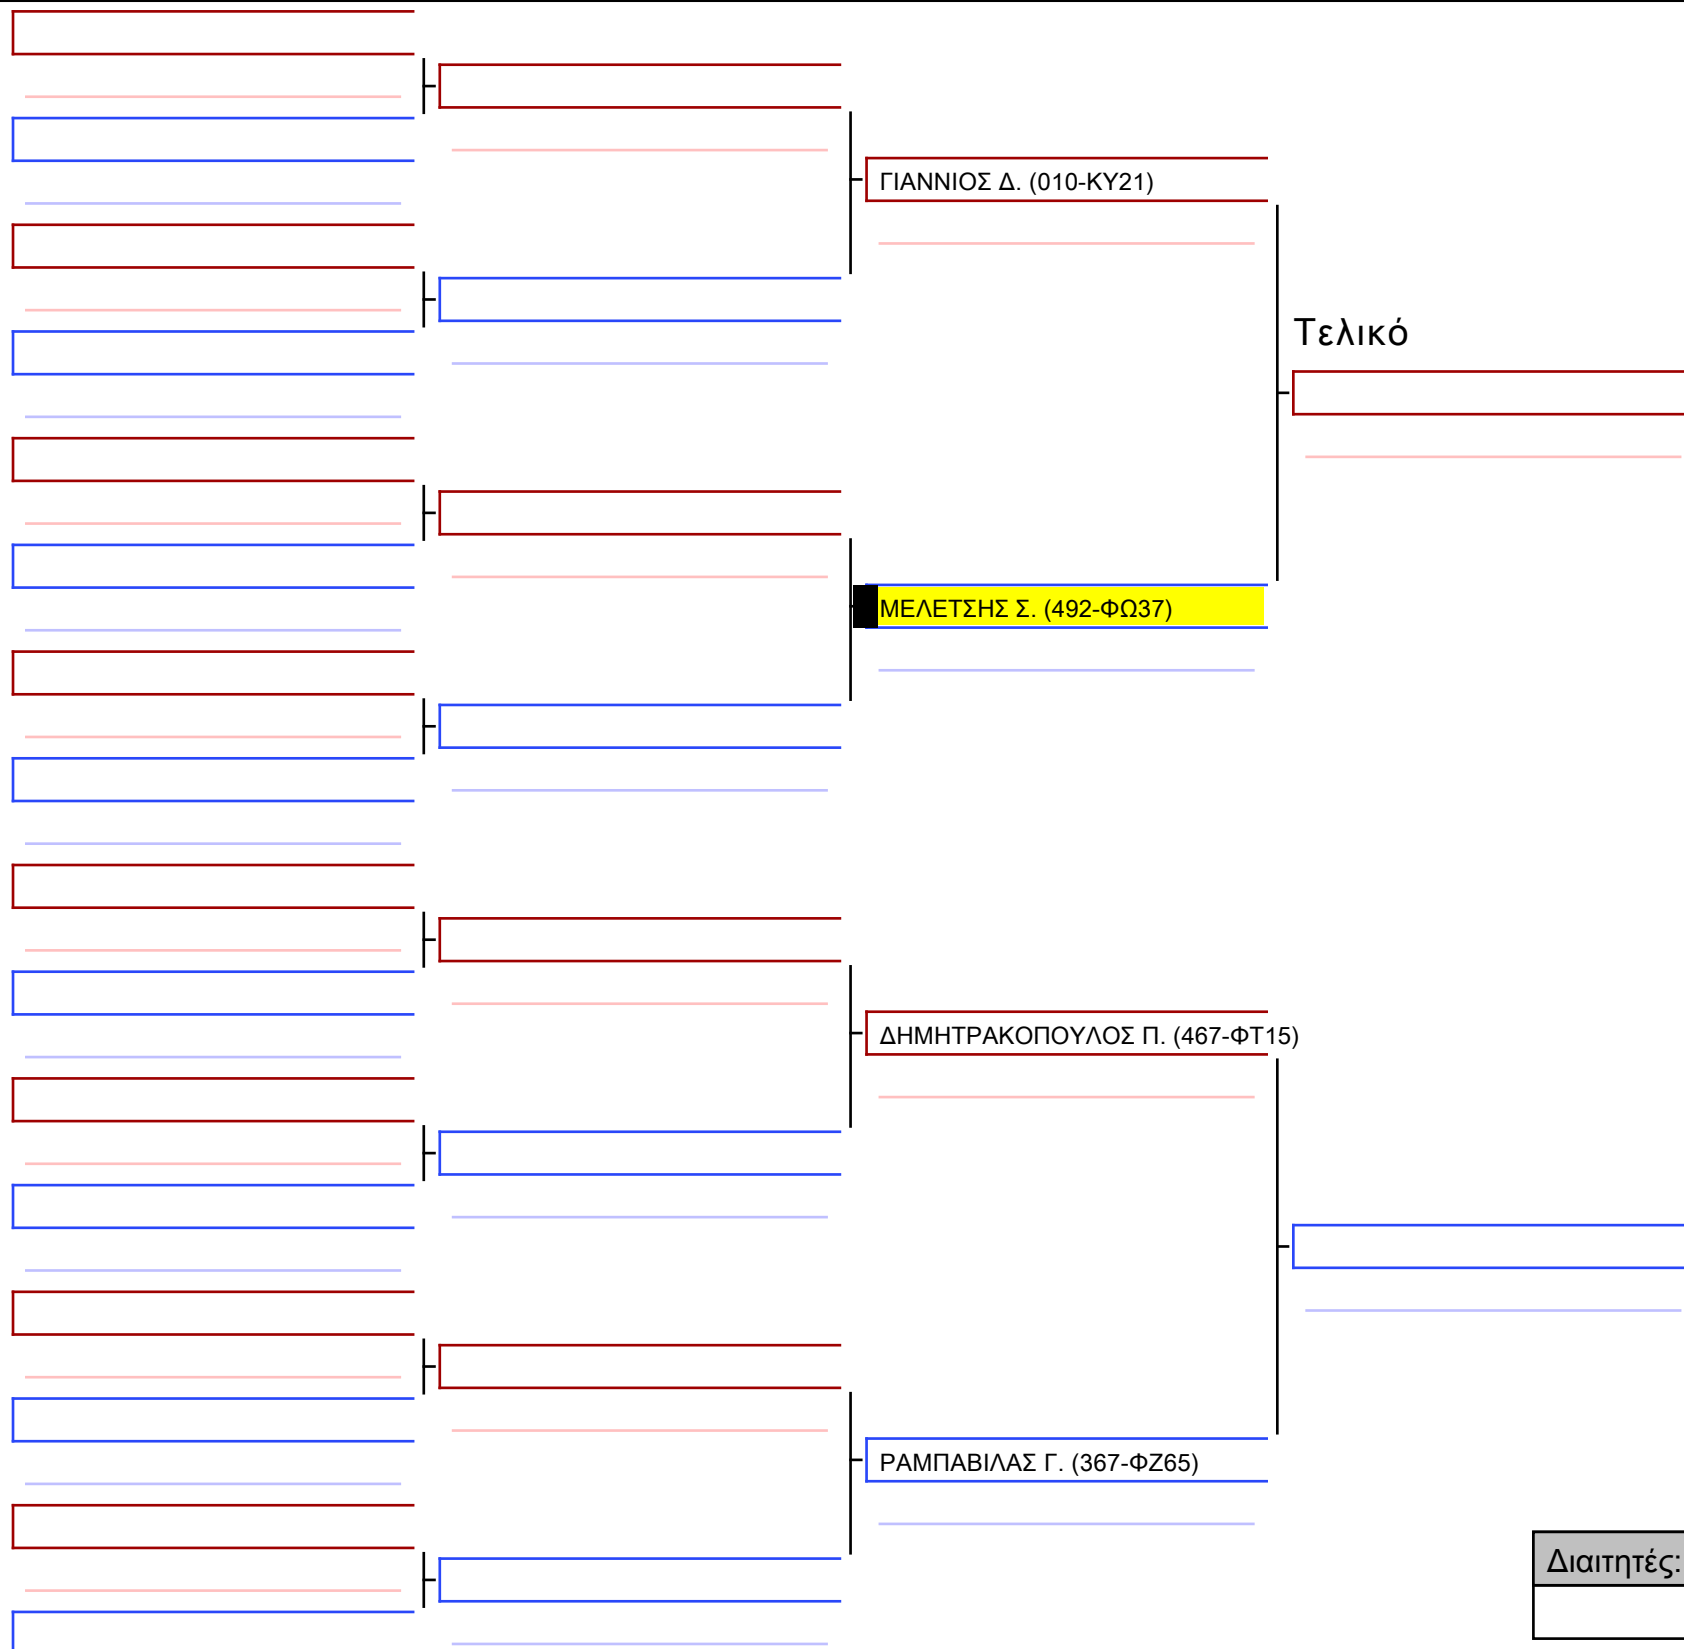 ΓΙΑΝΝΙΟΣ Δ. (010-ΚΥ21)
Τελικό
ΜΕΛΕΤΣΗΣ Σ. (492-ΦΩ37)
ΔΗΜΗΤΡΑΚΟΠΟΥΛΟΣ Π. (467-ΦΤ15)
ΡΑΜΠΑΒΙΛΑΣ Γ. (367-ΦΖ65)
Διαιτητές: